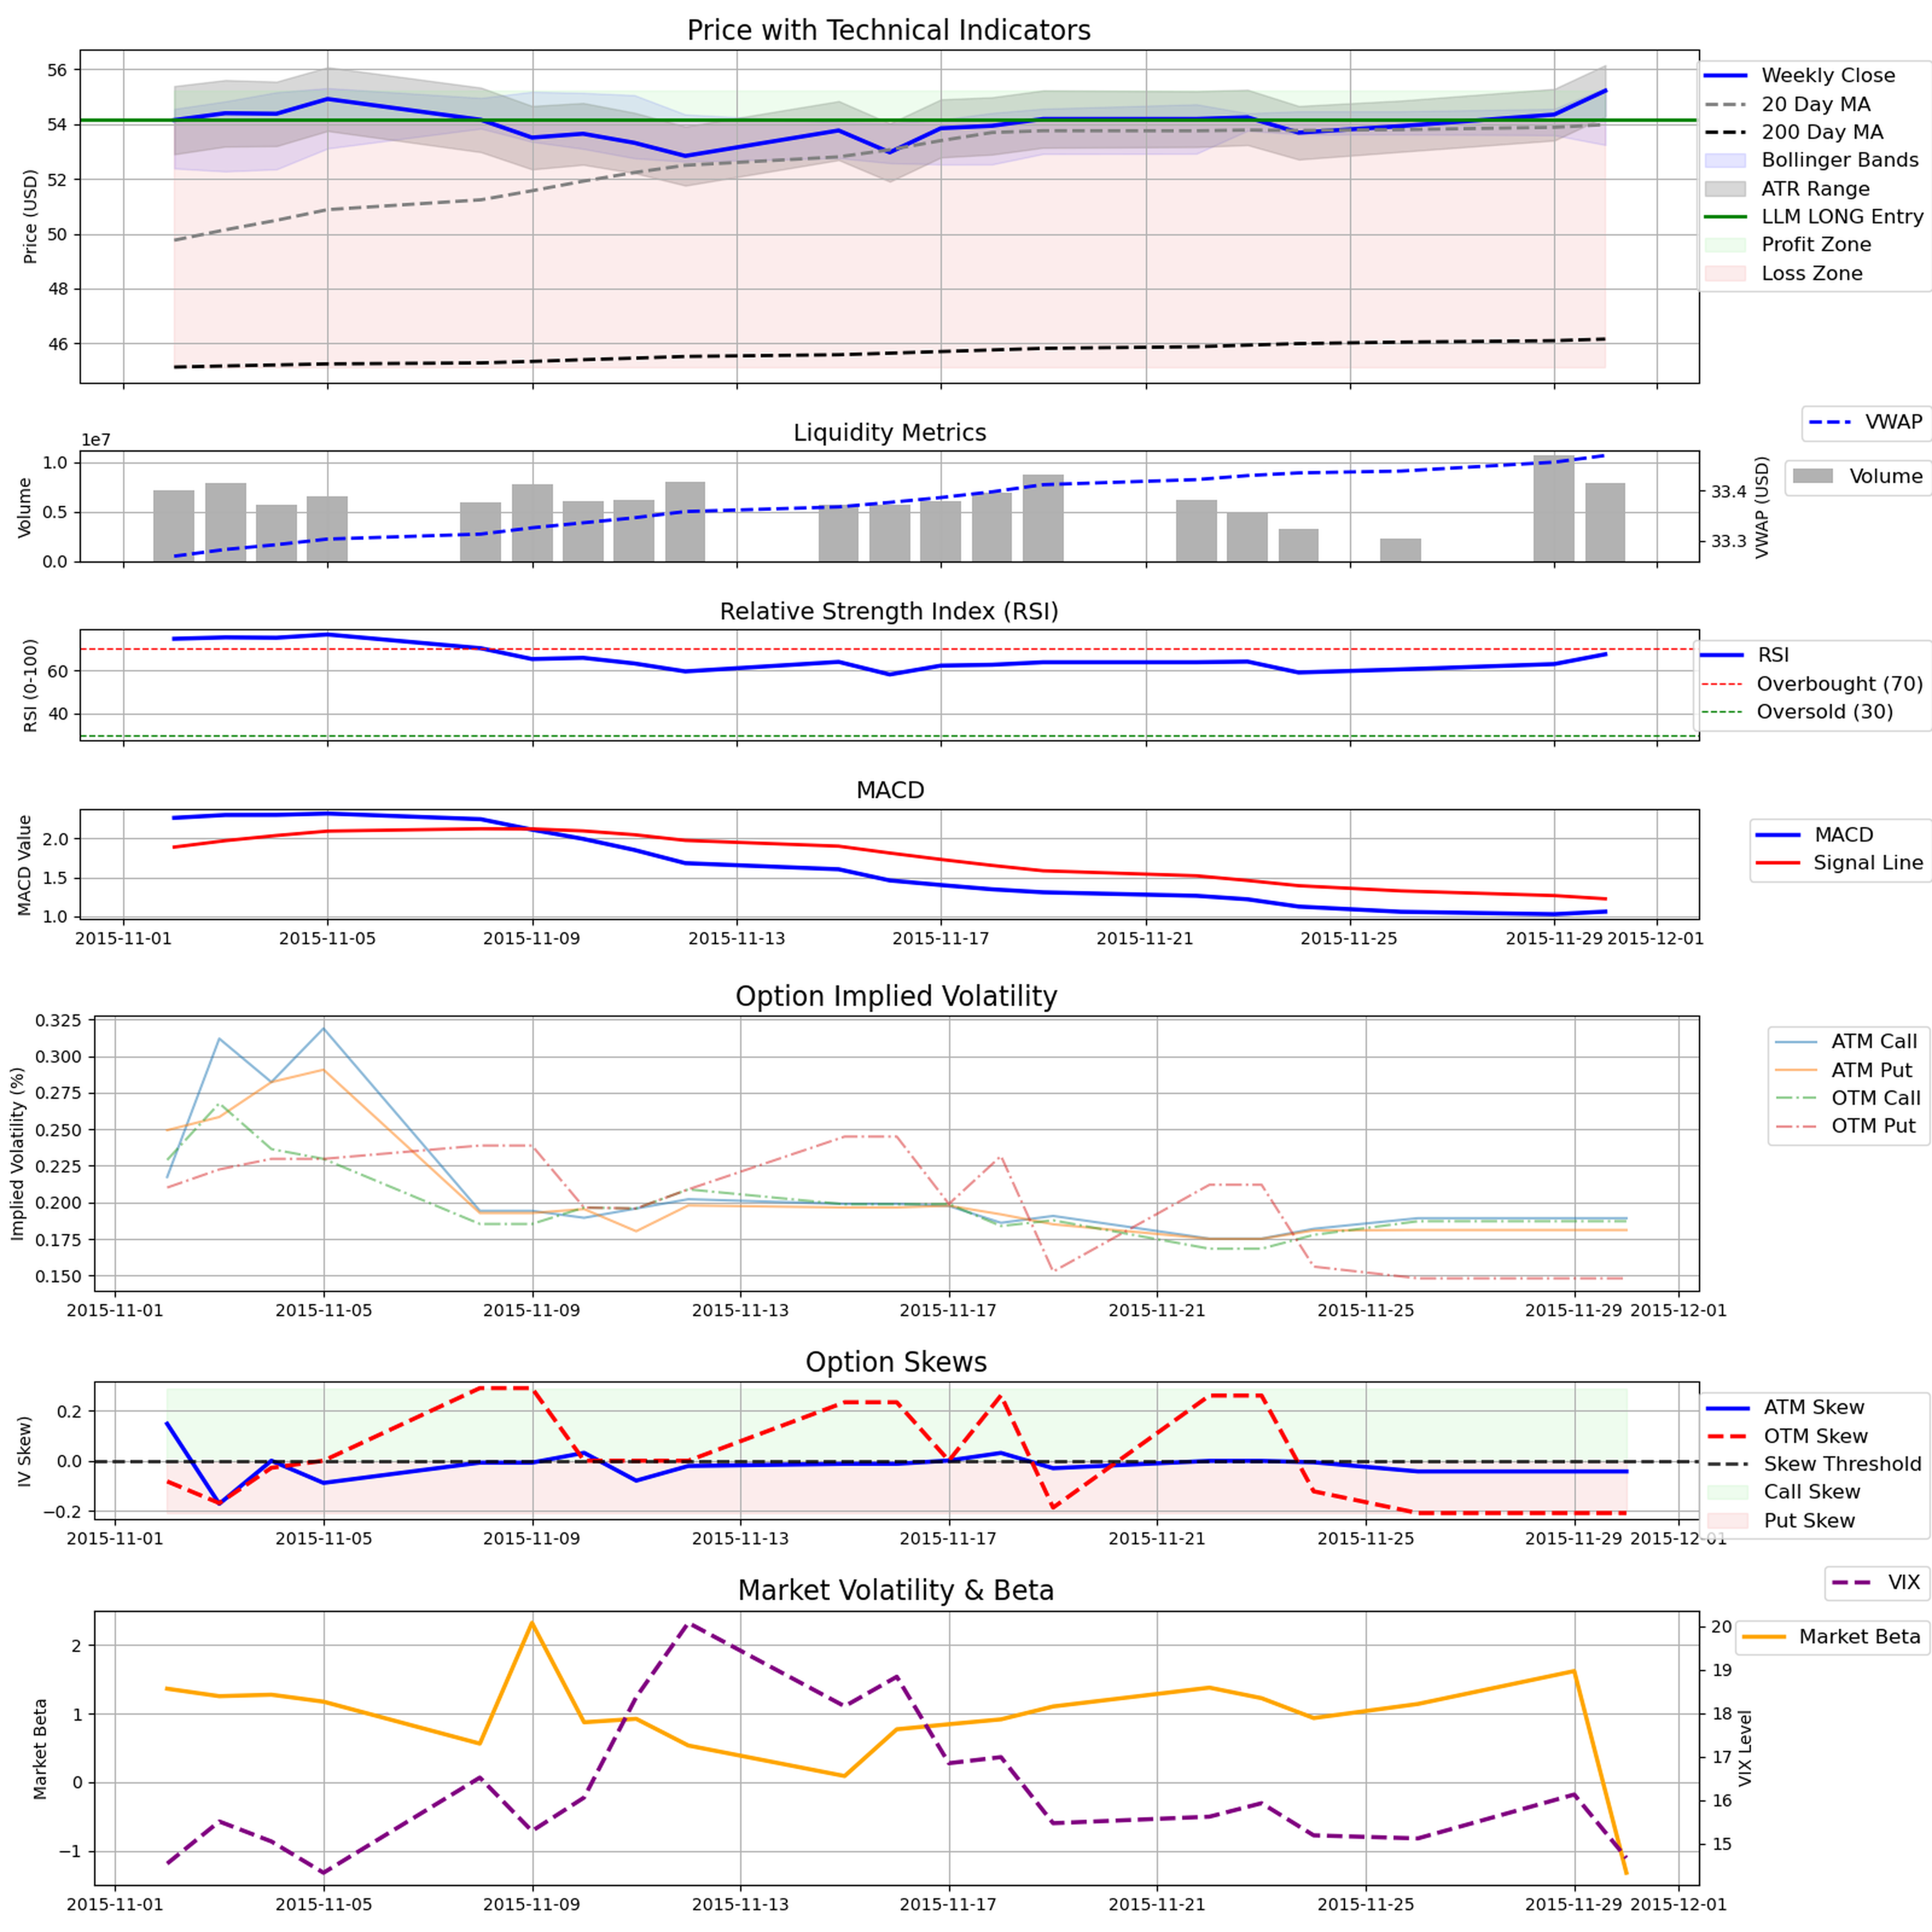 Price with Technical Indicators
Price (USD)
56
54
52
50
48
46
Weekly Close
20 Day MA
200 Day MA
Bollinger Bands
ATR Range
LLM LONG Entry
Profit Zone
Loss Zone
Liquidity Metrics
1e7
Volume
1.0
0.5
0.0
33.4
33.3
VWAP (USD)
VWAP
Volume
Relative Strength Index (RSI)
RSI (0-100)
60
40
RSI
Overbought (70)
Oversold (30)
MACD
MACD Value
2.0
1.5
1.0
MACD
Signal Line
2015-11-01 2015-11-05 2015-11-09 2015-11-13 2015-11-17 2015-11-21 2015-11-25 2015-11-29 2015-12-01
Option Implied Volatility
Implied Volatility (%)
0.325
0.300
0.275
0.250
0.225
0.200
0.175
0.150
ATM Call
ATM Put
OTM Call
OTM Put
2015-11-01 2015-11-05 2015-11-09 2015-11-13 2015-11-17 2015-11-21 2015-11-25 2015-11-29 2015-12-01
Option Skews
IV Skew)
0.2
0.0
−0.2
ATM Skew
OTM Skew
Skew Threshold
Call Skew
Put Skew
2015-11-01 2015-11-05 2015-11-09 2015-11-13 2015-11-17 2015-11-21 2015-11-25 2015-11-29 2015-12-01
Market Volatility & Beta
Market Beta
2
1
0
−1
20
19
18
17
16
15
VIX Level
VIX
Market Beta
2015-11-01 2015-11-05 2015-11-09 2015-11-13 2015-11-17 2015-11-21 2015-11-25 2015-11-29 2015-12-01